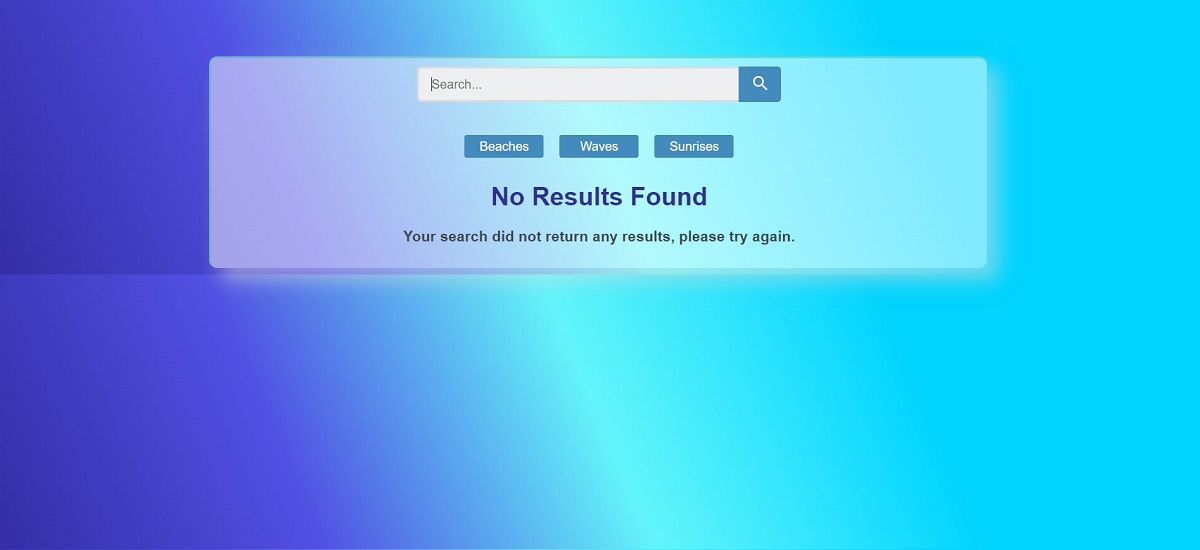 Search...
Beaches Waves Sunrises
No Results Found
Your search did not return any results, please try again.